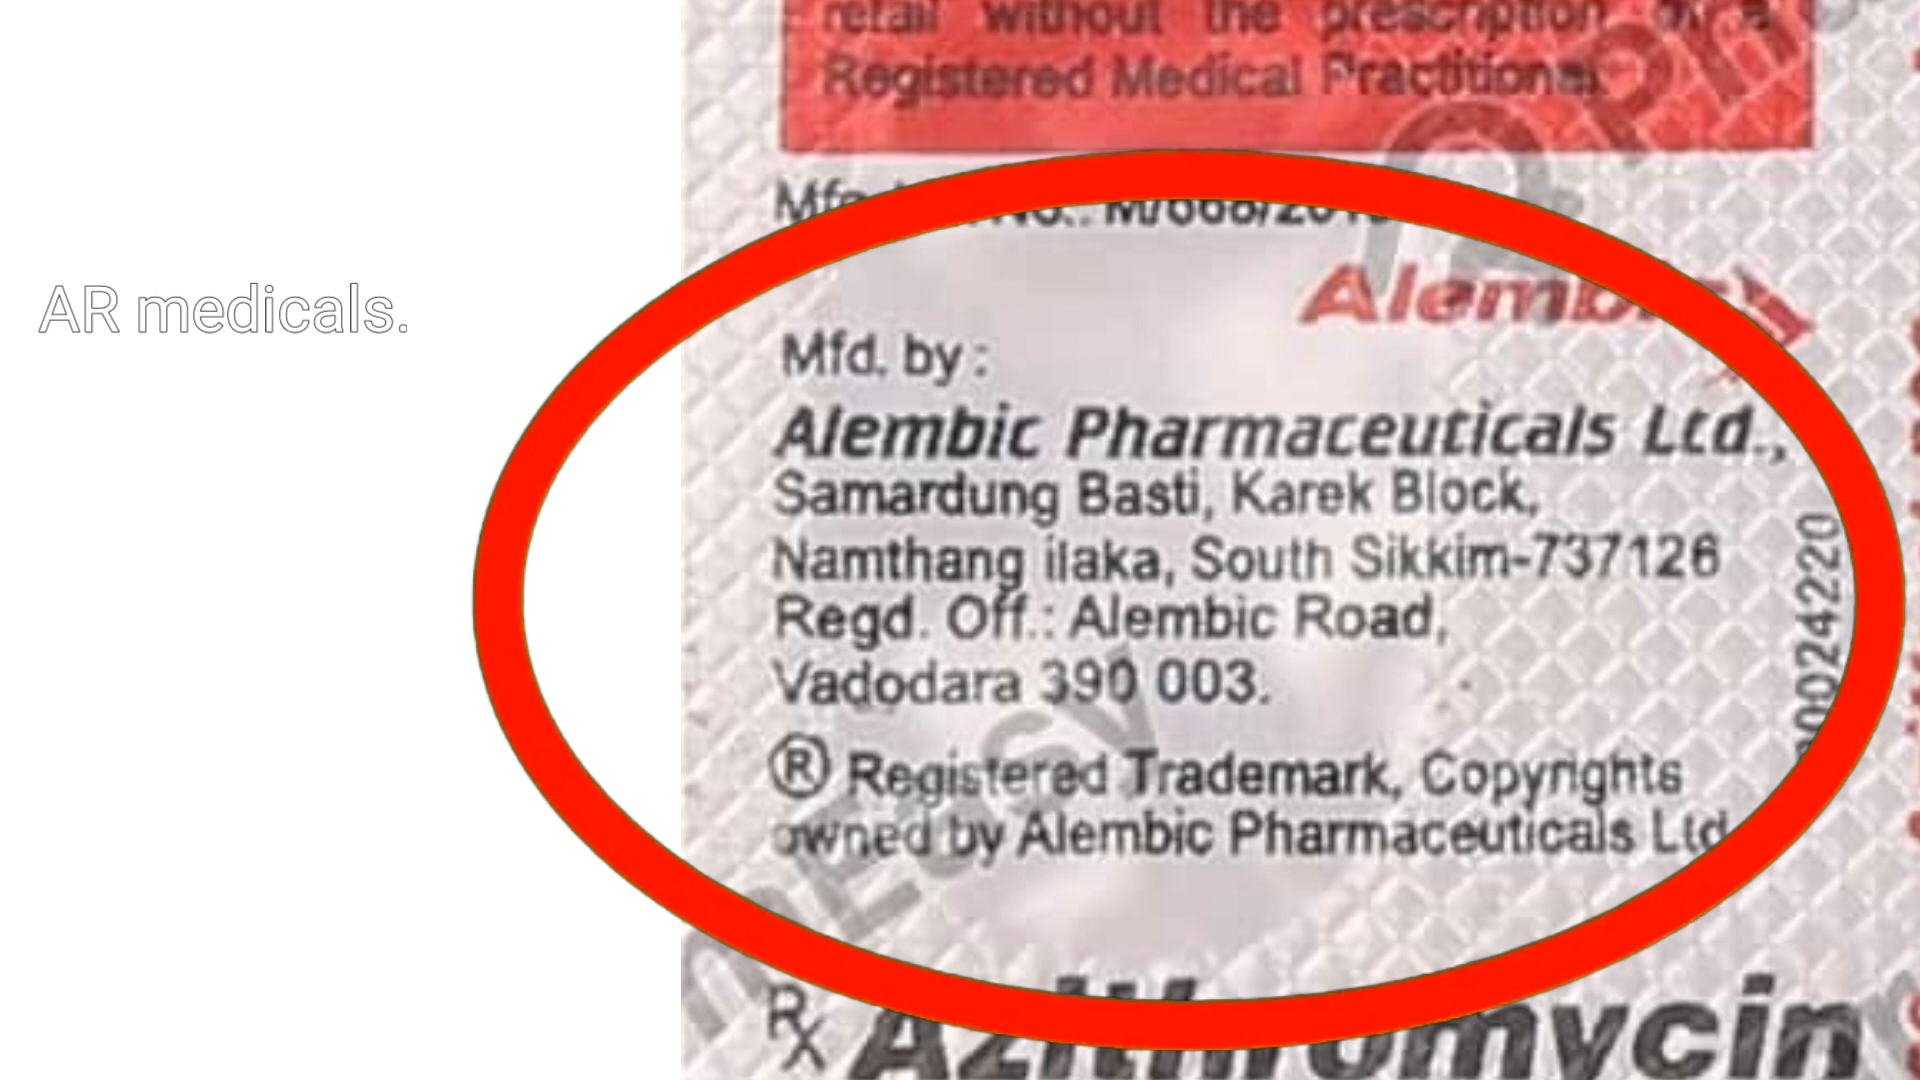 retail without the prescription of a
Registered Medical Practitioner.
AR medicals.
Alembic
Mfd. by :
Alembic Pharmaceuticals Ltd.,
Samardung Basti, Karek Block,
Namthang ilaka, South Sikkim-737126
Regd. Off.: Alembic Road,
Vadodara 390 003.
® Registered Trademark, Copyrights
owned by Alembic Pharmaceuticals Ltd
Rx Azithromycin